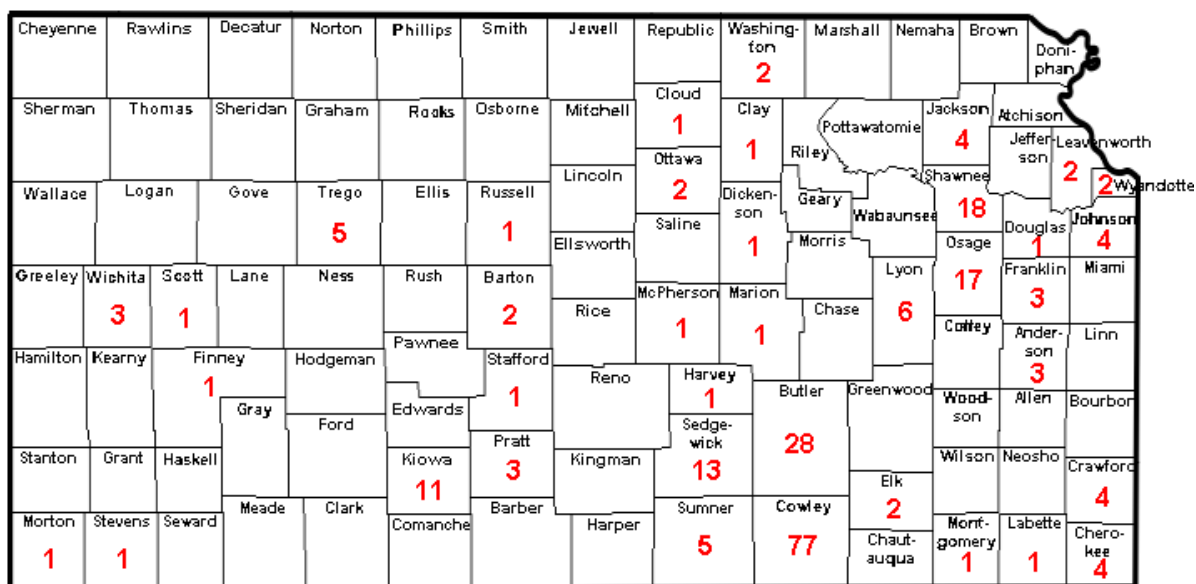 Cheyenne Rawlins Decatur Norton Phillips Smith Jewell Republic Washing-
ton Marshall Nemaha Brown Doni-
phan
2
Sherman Thomas Sheridan Graham Rooks Osborne Mitchell Cloud Clay Riley Pottawatomie Jackson Atchison
1 1 4
Jeffer-
son Leavenworth
2
Wyandotte
2
Ottawa
2
Lincoln
Wallace Logan Gove Trego Ellis Russell
5 1
Ellsworth Saline Dicken-
son Geary Wabaunsee Shawnee
1 18
Morris Osage Douglas Johnson
17 1 4
Greeley Wichita Scott Lane Ness Rush Barton
3 1 2
Rice McPherson Marion Chase Lyon Coffey Franklin Miami
1 1 6 3
Ander-
son Linn
3
Hamilton Kearny Finney Hodgeman Pawnee Stafford
1 1
Reno Harvey Butler Greenwood Wood-
son Allen Bourbon
1 28
Gray Ford Edwards
Pratt
3
Sedge-
wick
13
Stanton Grant Haskell Kiowa
11
Kingman Elk Wilson Neosho Crawford
2 4
Meade Clark Comanche Barber Harper Sumner Cowley
5 77
Morton Stevens Seward
1 1
Chaut-
auqua Mont-
gomery Labette Chero-
kee
1 1 4